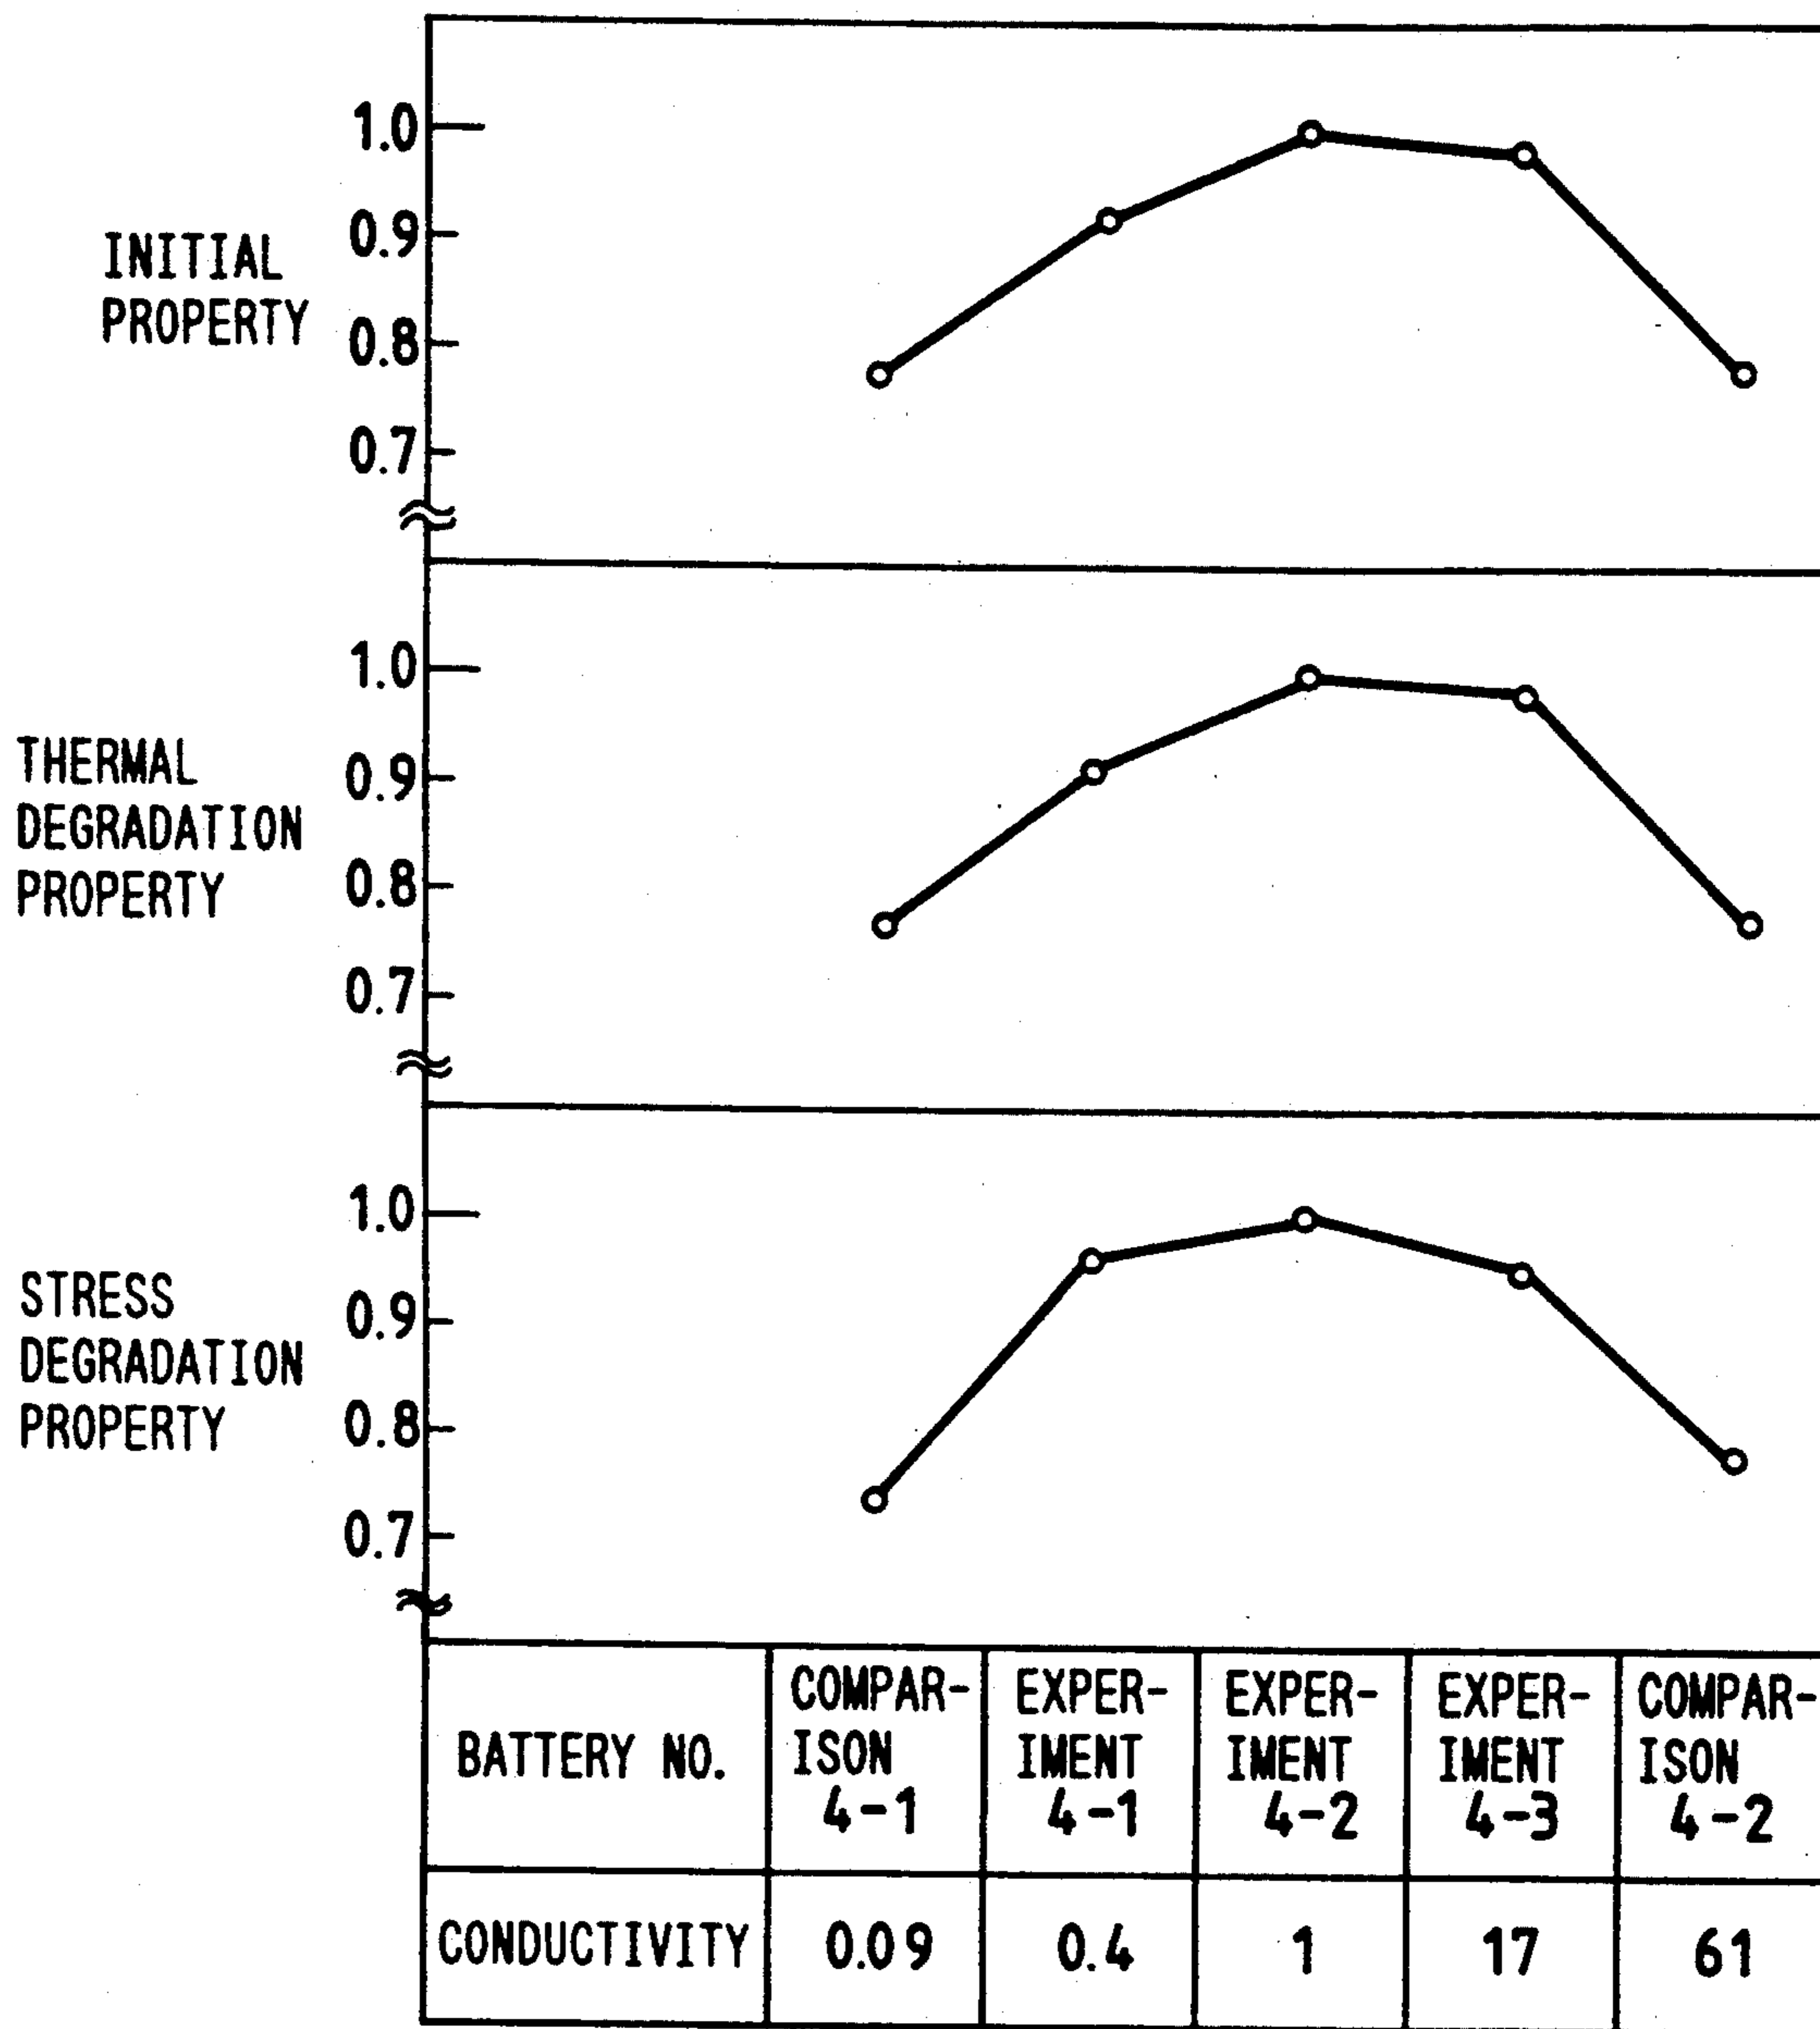 1.0
0.9
INITIAL
PROPERTY
0.8
0.7
1.0
THERMAL
DEGRADATION
PROPERTY
0.9
0.8
0.7
1.0
STRESS
DEGRADATION
PROPERTY
0.9
0.8
0.7
BATTERY NO.
COMPAR-
ISON
4-1
EXPER-
IMENT
4-1
EXPER-
IMENT
4-2
EXPER-
IMENT
4-3
COMPAR-
ISON
4-2
CONDUCTIVITY 0.09 0.4 1 17 61